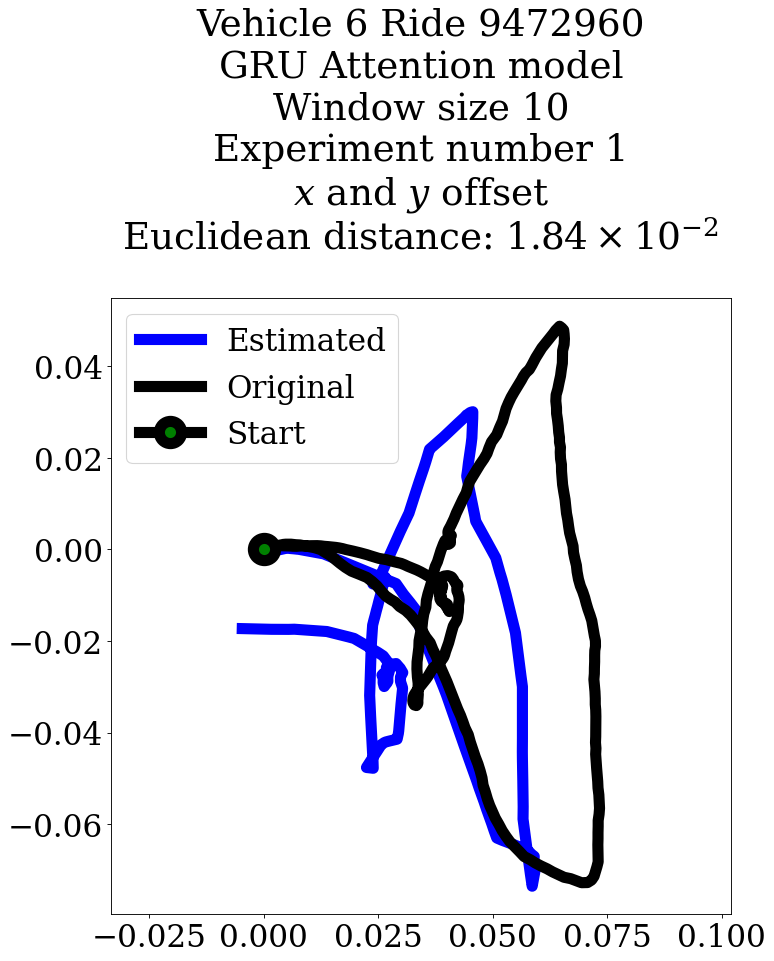 Vehicle 6 Ride 9472960
GRU Attention model
Window size 10
Experiment number 1
x and y offset
Euclidean distance: 1.84 × 10⁻²
Estimated
Original
Start
0.04
0.02
0.00
−0.02
−0.04
−0.06
−0.025 0.000 0.025 0.050 0.075 0.100